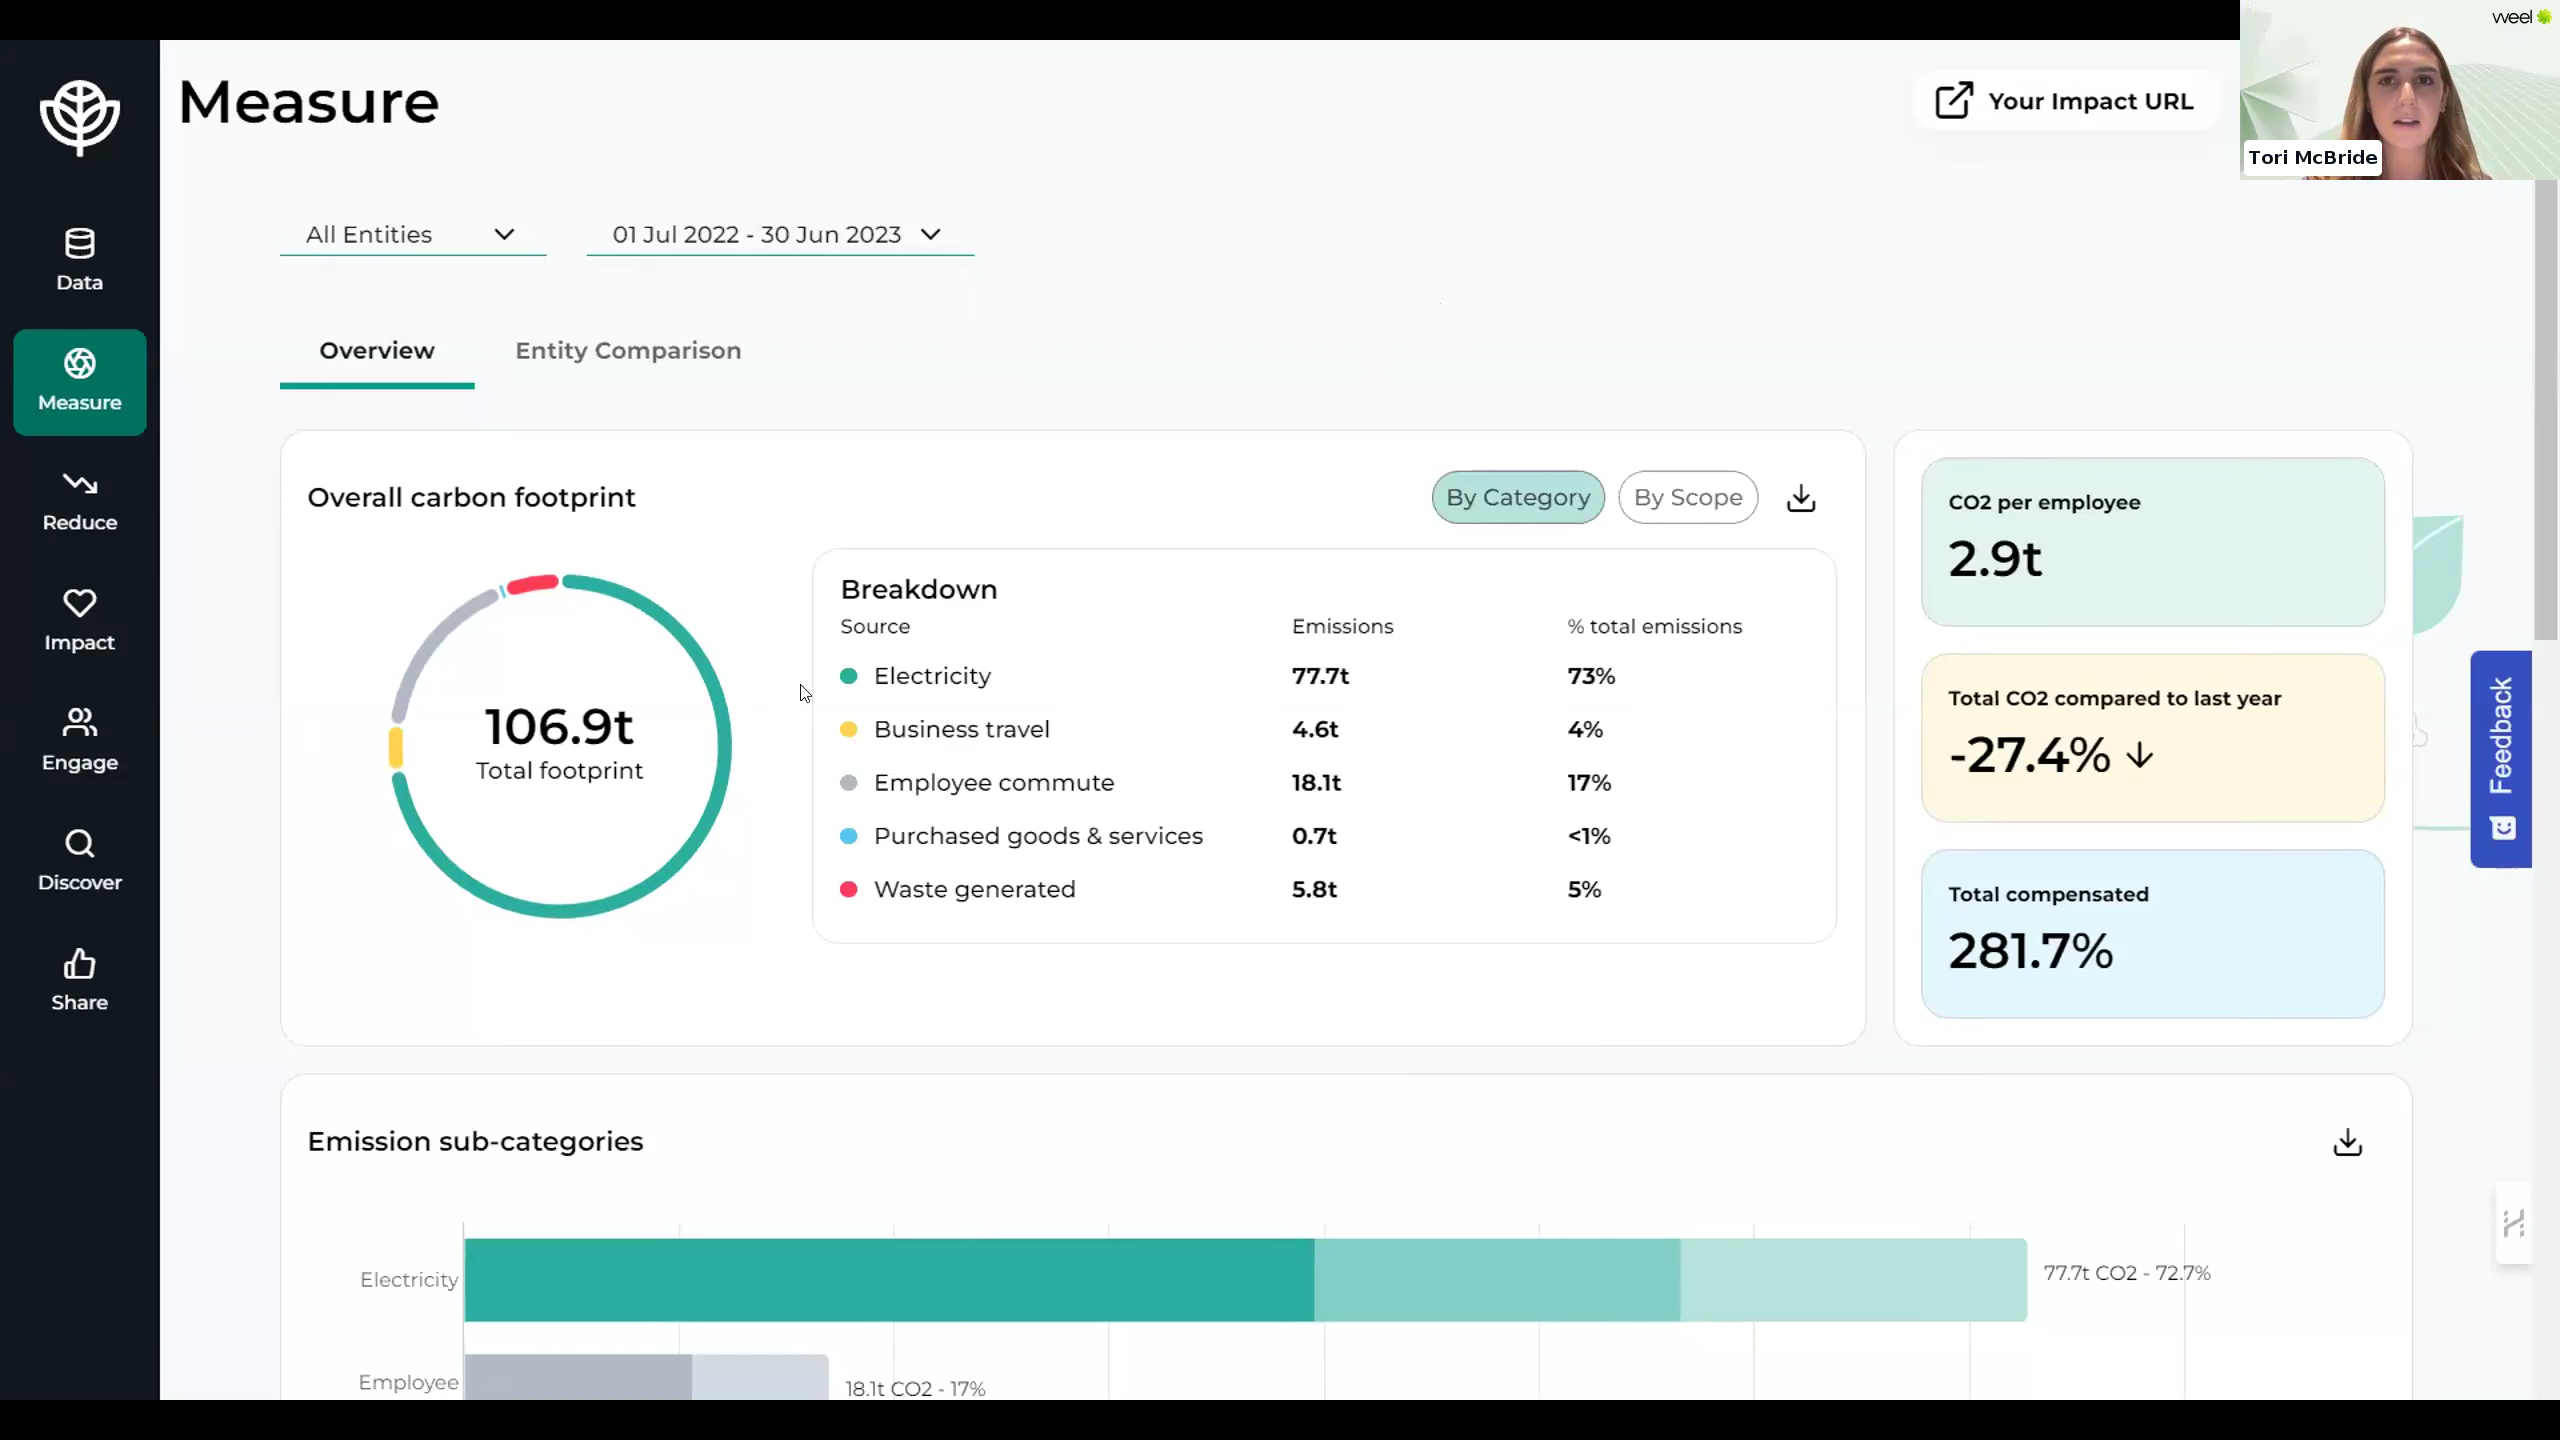 weel
Measure
Your Impact URL
Tori McBride
All Entities
01 Jul 2022 - 30 Jun 2023
Data
Measure
Reduce
Impact
Engage
Discover
Share
Overview
Entity Comparison
Overall carbon footprint
By Category
By Scope
106.9t
Total footprint
Breakdown
Source Emissions % total emissions
Electricity 77.7t 73%
Business travel 4.6t 4%
Employee commute 18.1t 17%
Purchased goods & services 0.7t <1%
Waste generated 5.8t 5%
CO2 per employee
2.9t
Total CO2 compared to last year
-27.4%
Total compensated
281.7%
Feedback
Emission sub-categories
Electricity
77.7t CO2 - 72.7%
Employee
18.1t CO2 - 17%